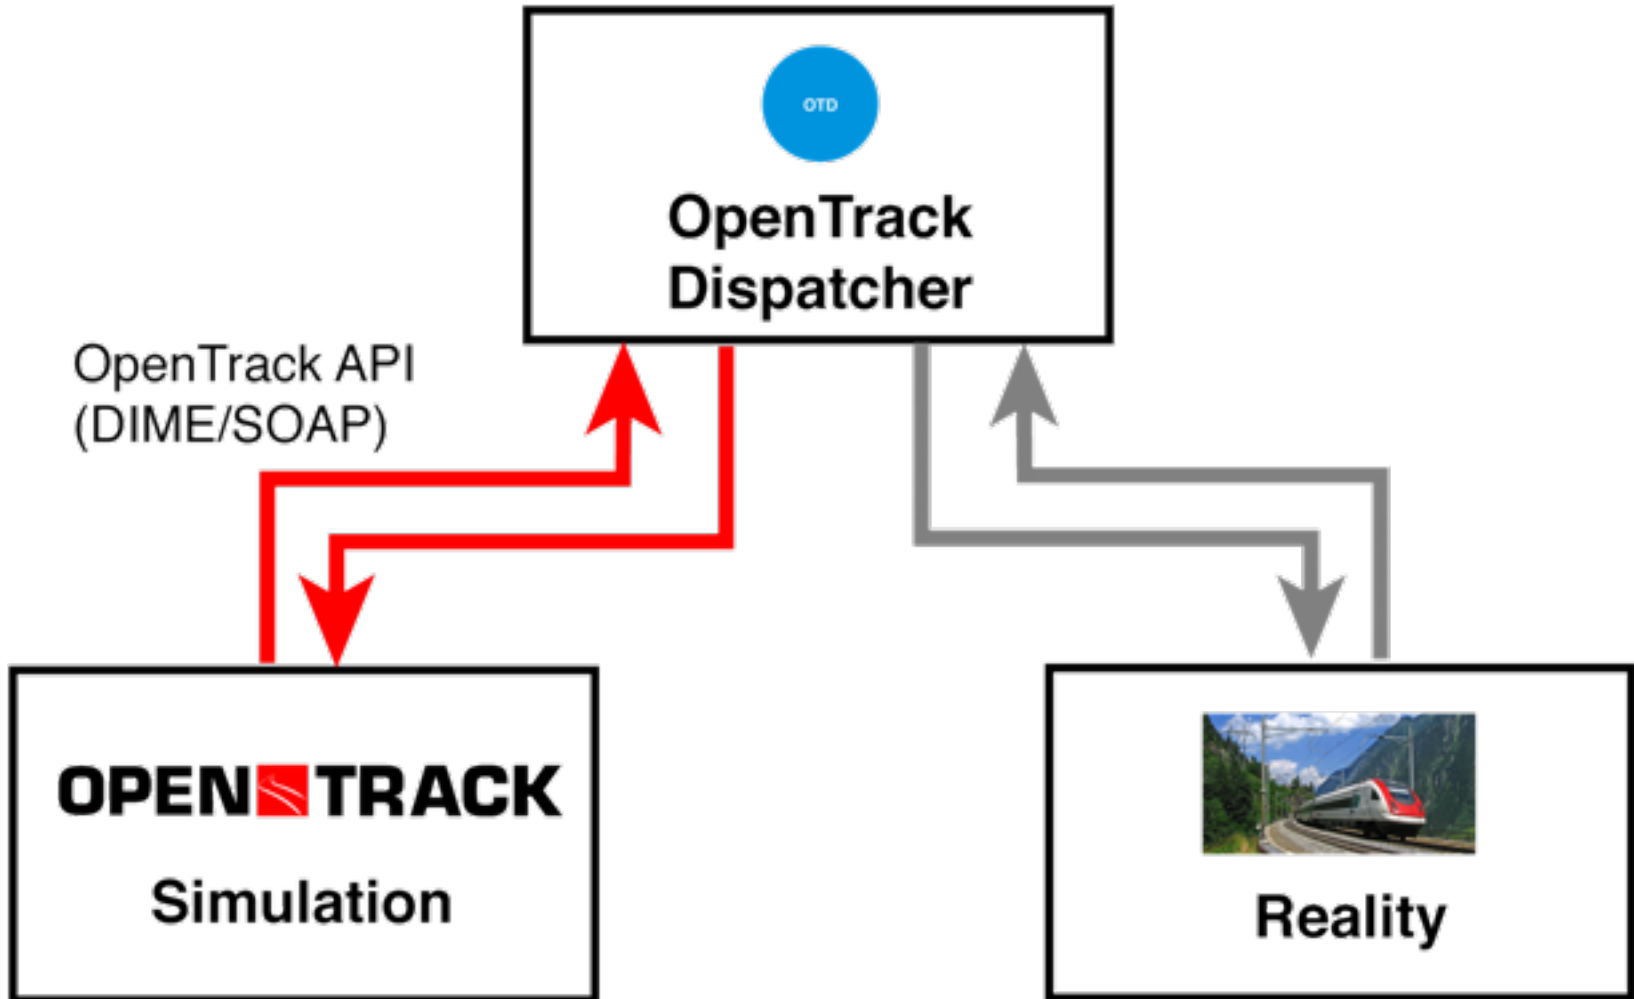 OTD
OpenTrack
Dispatcher
OpenTrack API
(DIME/SOAP)
OPEN TRACK
Simulation
Reality